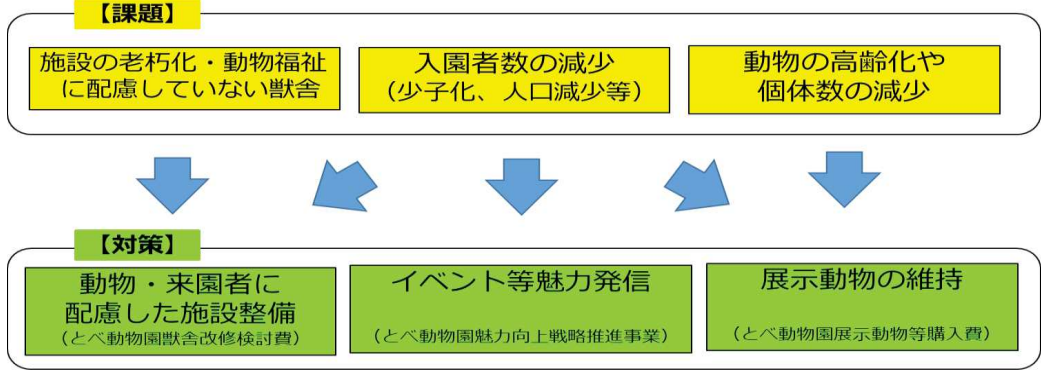 【課題】
施設の老朽化・動物福祉
に配慮していない獣舎
入園者数の減少
（少子化、人口減少等）
動物の高齢化や
個体数の減少
【対策】
動物・来園者に
配慮した施設整備
（とべ動物園獣舎改修検討費）
イベント等魅力発信
（とべ動物園魅力向上戦略推進事業）
展示動物の維持
（とべ動物園展示動物等購入費）